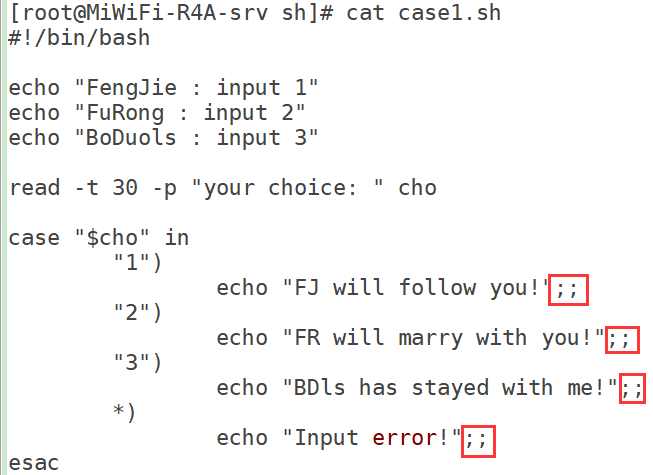 [root@MiWiFi-R4A-srv sh]# cat case1.sh
#!/bin/bash
echo "FengJie : input 1"
echo "FuRong : input 2"
echo "BoDuols : input 3"
read -t 30 -p "your choice: " cho
case "$cho" in
"1")
echo "FJ will follow you!";;
"2")
echo "FR will marry with you!";;
"3")
echo "BDls has stayed with me!";;
*)
echo "Input error!";;
esac